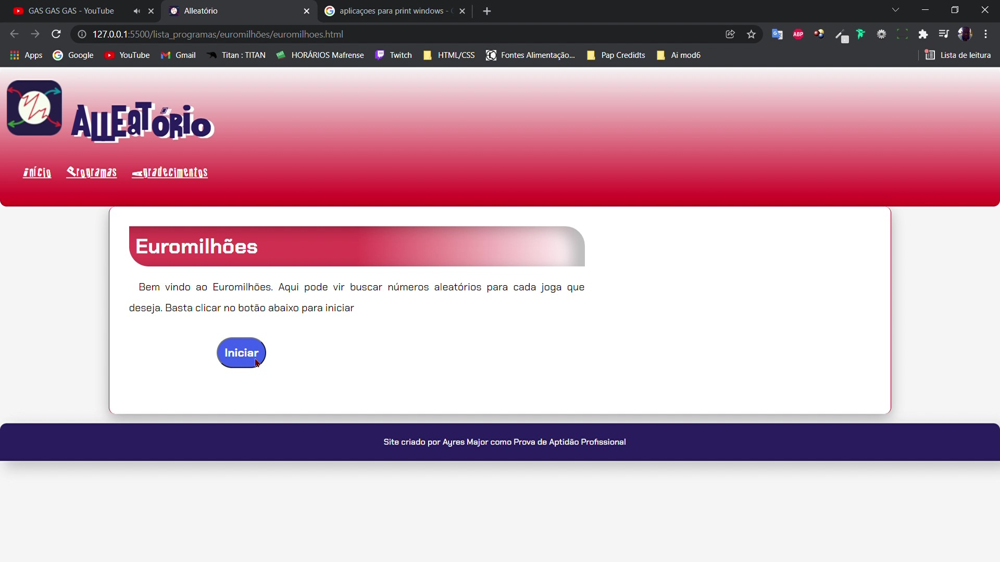 GAS GAS GAS - YouTube
Alleatório
aplicaçoes para print windows -
127.0.0.1:5500/lista_programas/euromilhões/euromilhoes.html
ABP
Apps
Google
YouTube
Gmail
Titan : TITAN
HORÁRIOS Mafrense
Twitch
HTML/CSS
Fontes Alimentação...
Pap Credidts
Ai mod6
Lista de leitura
Alleatório
Início
Programas
Agradecimentos
Euromilhões
Bem vindo ao Euromilhões. Aqui pode vir buscar números aleatórios para cada joga que
deseja. Basta clicar no botão abaixo para iniciar
Iniciar
Site criado por Ayres Major como Prova de Aptidão Profissional